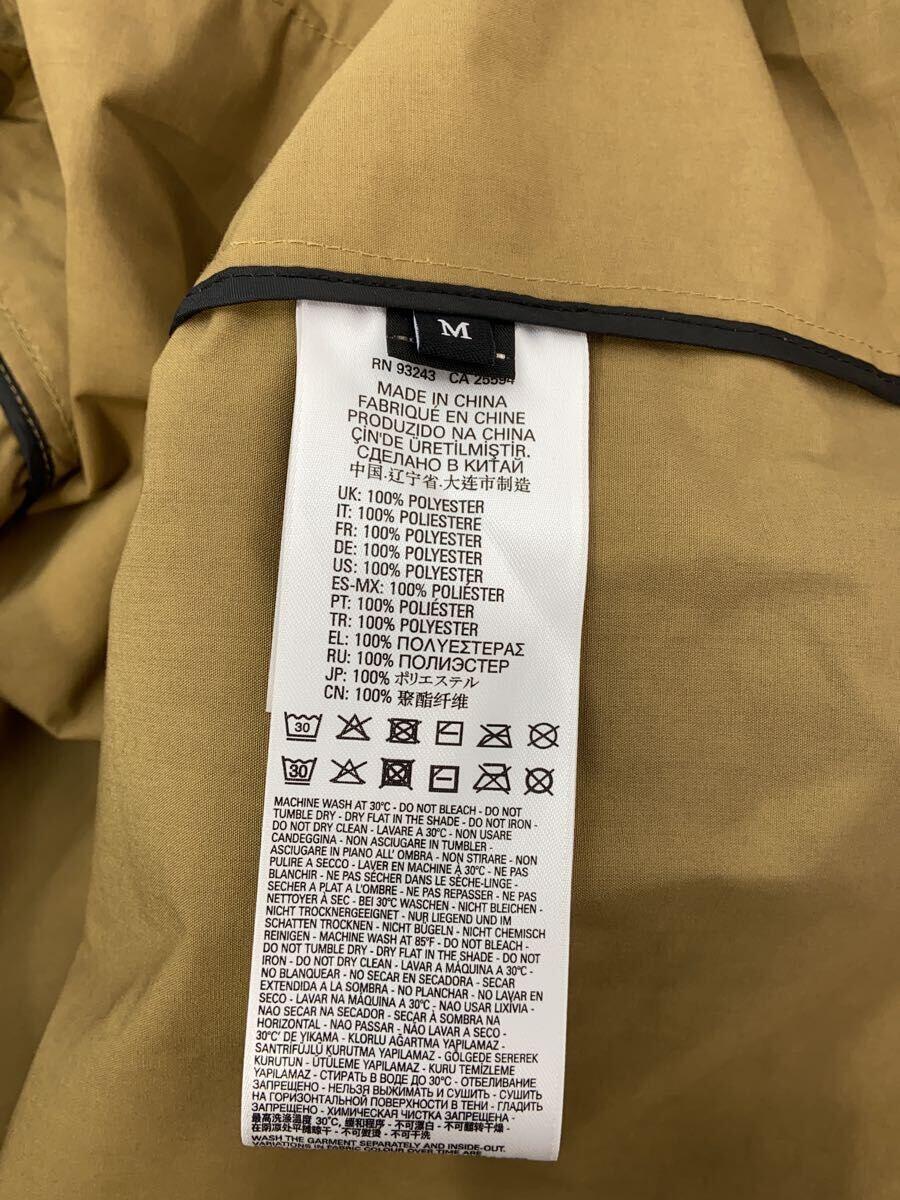 M
RN 93243 CA 25594
MADE IN CHINA
FABRIQUÉ EN CHINE
PRODUZIDO NA CHINA
ÇİN'DE ÜRETİLMİŞTİR.
СДЕЛАНО В КИТАЙ
中国.辽宁省.大连市制造
UK: 100% POLYESTER
IT: 100% POLIESTERE
FR: 100% POLYESTER
DE: 100% POLYESTER
US: 100% POLYESTER
ES-MX: 100% POLIÉSTER
PT: 100% POLIÉSTER
TR: 100% POLYESTER
EL: 100% ΠΟΛΥΕΣΤΕΡΑΣ
RU: 100% ПОЛИЭСТЕР
JP: 100% ポリエステル
CN: 100% 聚酯纤维
30
30
MACHINE WASH AT 30°C - DO NOT BLEACH - DO NOT
TUMBLE DRY - DRY FLAT IN THE SHADE - DO NOT IRON -
DO NOT DRY CLEAN - LAVARE A 30°C - NON USARE
CANDEGGINA - NON ASCIUGARE IN TUMBLER -
ASCIUGARE IN PIANO ALL' OMBRA - NON STIRARE - NON
PULIRE A SECCO - LAVER EN MACHINE À 30°C - NE PAS
BLANCHIR - NE PAS SÉCHER DANS LE SÈCHE-LINGE -
SECHER A PLAT A L'OMBRE - NE PAS REPASSER - NE PAS
NETTOYER À SEC - BEI 30°C WASCHEN - NICHT BLEICHEN -
NICHT TROCKNERGEEIGNET - NUR LIEGEND UND IM
SCHATTEN TROCKNEN - NICHT BÜGELN - NICHT CHEMISCH
REINIGEN - MACHINE WASH AT 85°F - DO NOT BLEACH -
DO NOT TUMBLE DRY - DRY FLAT IN THE SHADE - DO NOT
IRON - DO NOT DRY CLEAN - LAVAR A MÁQUINA A 30°C -
NO BLANQUEAR - NO SECAR EN SECADORA - SECAR
EXTENDIDA A LA SOMBRA - NO PLANCHAR - NO LAVAR EN
SECO - LAVAR NA MÁQUINA A 30°C - NAO USAR LIXÍVIA -
NAO SECAR NA SECADOR - SECAR À SOMBRA NA
HORIZONTAL - NAO PASSAR - NÃO LAVAR A SECO -
30°C' DE YIKAMA - KLORLU AĞARTMA YAPILAMAZ -
SANTRİFÜJLÜ KURUTMA YAPILAMAZ - GÖLGEDE SEREREK
KURUTUN - ÜTÜLEME YAPILAMAZ - KURU TEMİZLEME
YAPILAMAZ - СТИРАТЬ В ВОДЕ ДО 30°C - ОТБЕЛИВАНИЕ
ЗАПРЕЩЕНО - НЕЛЬЗЯ ВЫЖИМАТЬ И СУШИТЬ - СУШИТЬ
НА ГОРИЗОНТАЛЬНОЙ ПОВЕРХНОСТИ В ТЕНИ - ГЛАДИТЬ
ЗАПРЕЩЕНО - ХИМИЧЕСКАЯ ЧИСТКА ЗАПРЕЩЕНА -
最高洗涤温度 30°C, 缓和程序 - 不可漂白 - 不可翻转干燥 -
在阴凉处平摊晾干 - 不可熨烫 - 不可干洗
WASH THE GARMENT SEPARATELY AND INSIDE-OUT.
VARIATIONS IN FABRIC COLOUR OVER TIME ARE